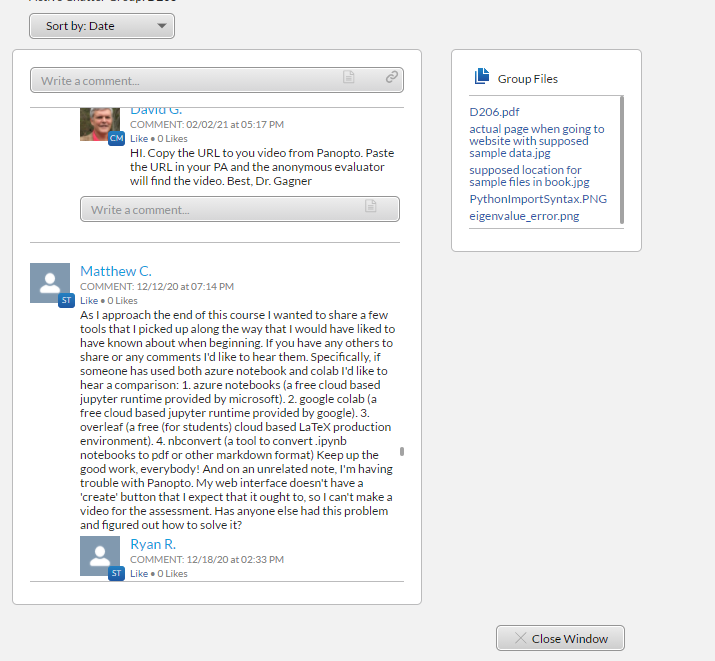 Sort by: Date
Write a comment...
David G.
CM
COMMENT: 02/02/21 at 05:17 PM
Like • 0 Likes
HI. Copy the URL to you video from Panopto. Paste
the URL in your PA and the anonymous evaluator
will find the video. Best, Dr. Gagner
Write a comment...
Matthew C.
COMMENT: 12/12/20 at 07:14 PM
ST
Like • 0 Likes
As I approach the end of this course I wanted to share a few
tools that I picked up along the way that I would have liked to
have known about when beginning. If you have any others to
share or any comments I'd like to hear them. Specifically, if
someone has used both azure notebook and colab I'd like to
hear a comparison: 1. azure notebooks (a free cloud based
jupyter runtime provided by microsoft). 2. google colab (a
free cloud based jupyter runtime provided by google). 3.
overleaf (a free (for students) cloud based LaTeX production
environment). 4. nbconvert (a tool to convert .ipynb
notebooks to pdf or other markdown format) Keep up the
good work, everybody! And on an unrelated note, I'm having
trouble with Panopto. My web interface doesn't have a
'create' button that I expect that it ought to, so I can't make a
video for the assessment. Has anyone else had this problem
and figured out how to solve it?
Ryan R.
COMMENT: 12/18/20 at 02:33 PM
ST
Like • 0 Likes
Group Files
D206.pdf
actual page when going to
website with supposed
sample data.jpg
supposed location for
sample files in book.jpg
PythonImportSyntax.PNG
eigenvalue_error.png
Close Window